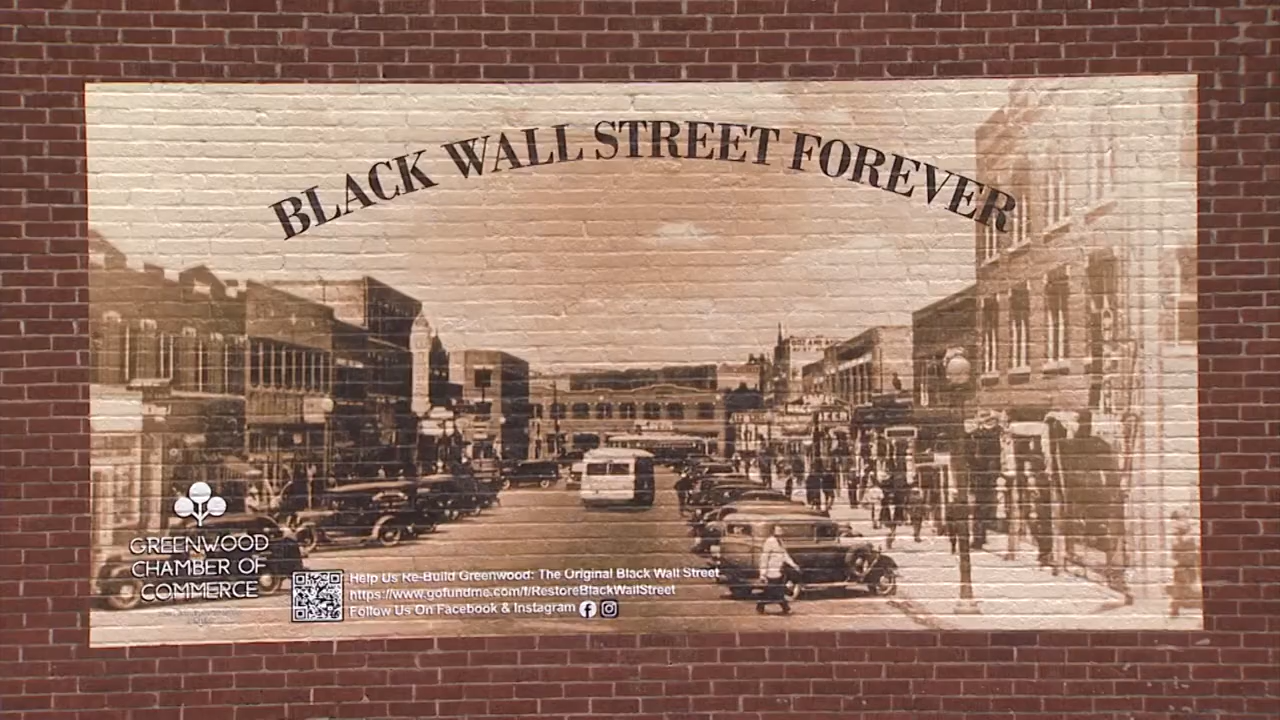 BLACK WALL STREET FOREVER
GREENWOOD
CHAMBER OF
COMMERCE
Help Us Re-Build Greenwood: The Original Black Wall Street
https://www.gofundme.com/f/RestoreBlackWallStreet
Follow Us On Facebook & Instagram